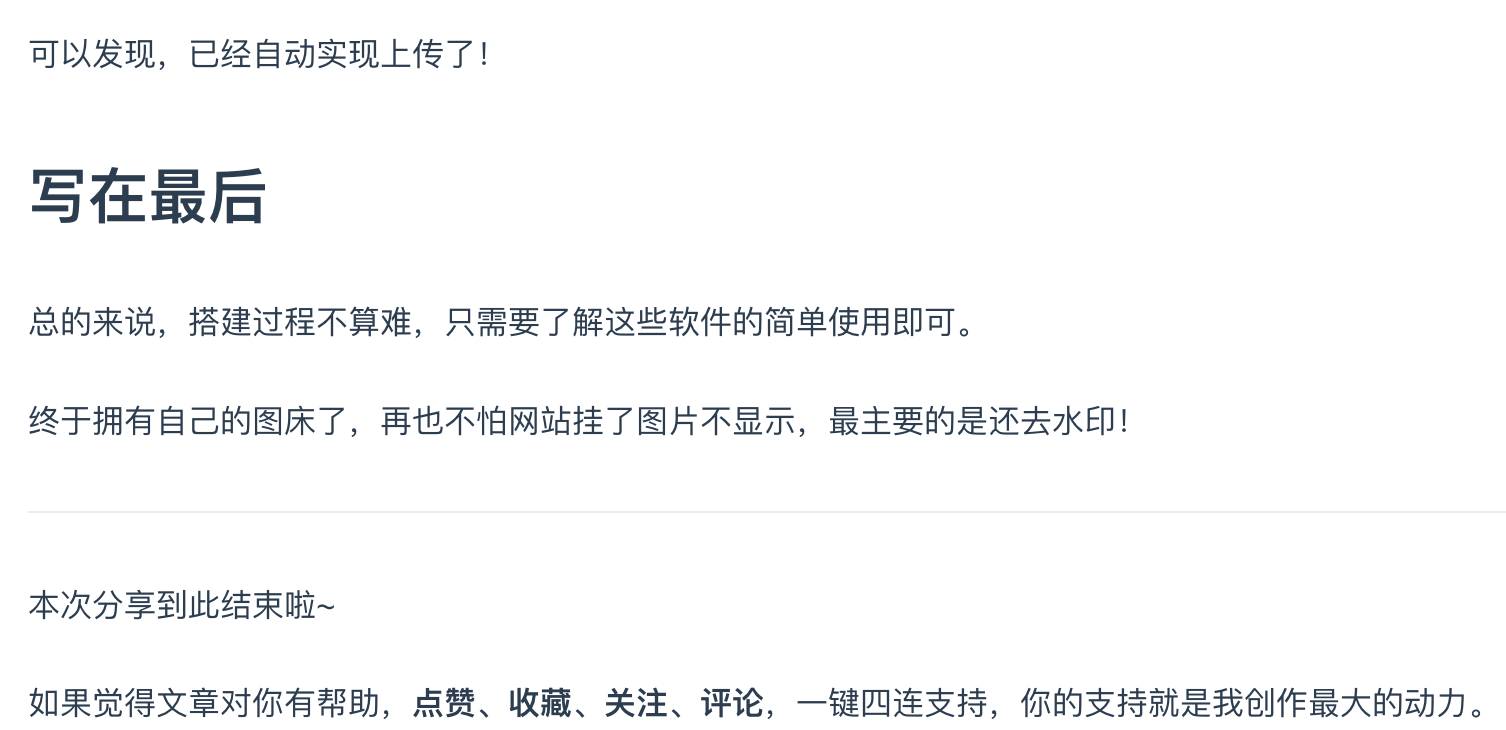 可以发现，已经自动实现上传了！
写在最后
总的来说，搭建过程不算难，只需要了解这些软件的简单使用即可。
终于拥有自己的图床了，再也不怕网站挂了图片不显示，最主要的是还去水印！
本次分享到此结束啦~
如果觉得文章对你有帮助，点赞、收藏、关注、评论，一键四连支持，你的支持就是我创作最大的动力。